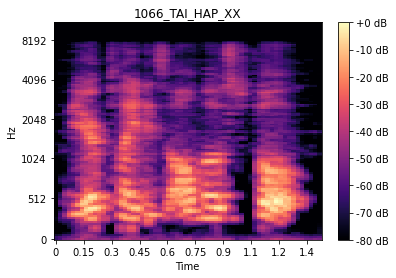 1066_TAI_HAP_XX
+0 dB
8192
-10 dB
4096
-20 dB
-30 dB
2048
Hz
-40 dB
1024
-50 dB
512
-60 dB
-70 dB
0
-80 dB
0 0.15 0.3 0.45 0.6 0.75 0.9 1.1 1.2 1.4
Time